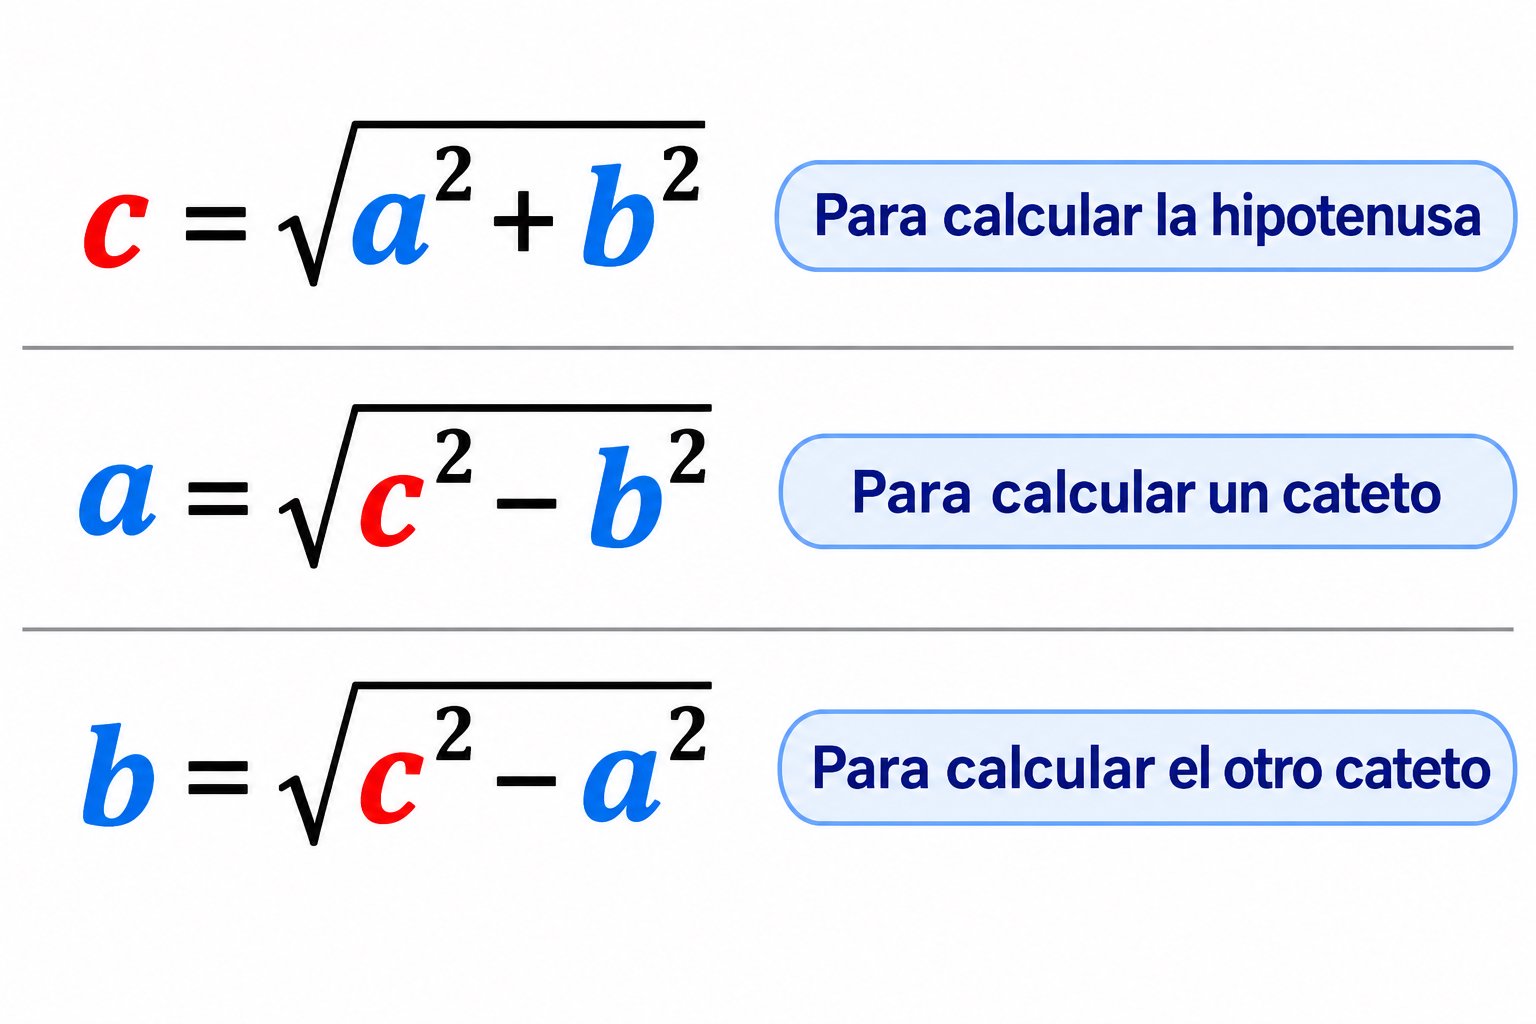 c = √a² + b²
Para calcular la hipotenusa
a = √c² − b²
Para calcular un cateto
b = √c² − a²
Para calcular el otro cateto